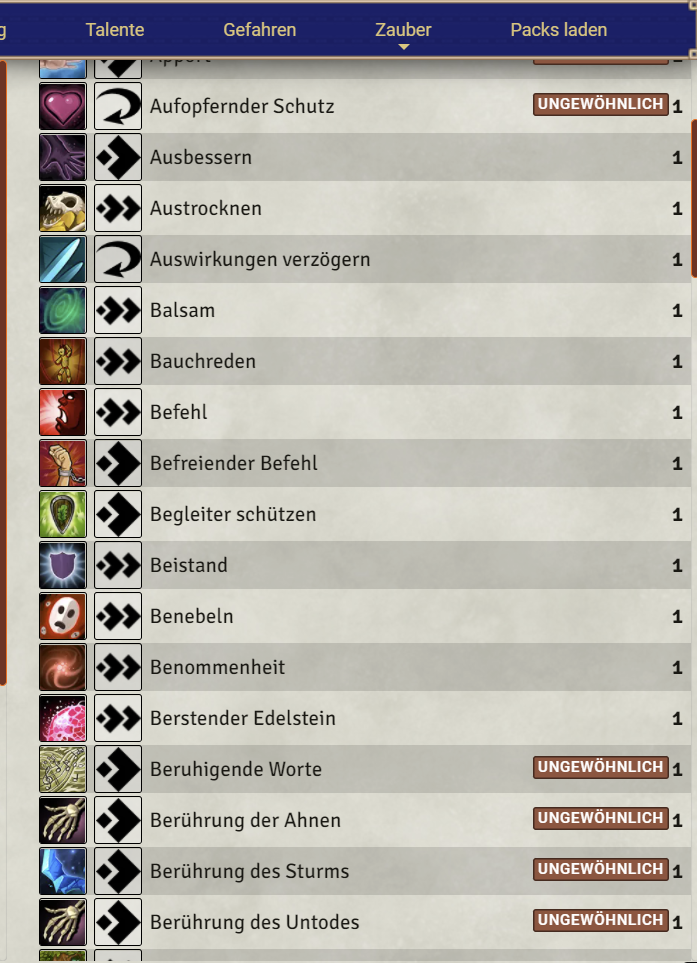 g Talente Gefahren Zauber Packs laden
Apport
Aufopfernder Schutz UNGEWÖHNLICH 1
Ausbessern 1
Austrocknen 1
Auswirkungen verzögern 1
Balsam 1
Bauchreden 1
Befehl 1
Befreiender Befehl 1
Begleiter schützen 1
Beistand 1
Benebeln 1
Benommenheit 1
Berstender Edelstein 1
Beruhigende Worte UNGEWÖHNLICH 1
Berührung der Ahnen UNGEWÖHNLICH 1
Berührung des Sturms UNGEWÖHNLICH 1
Berührung des Untodes UNGEWÖHNLICH 1